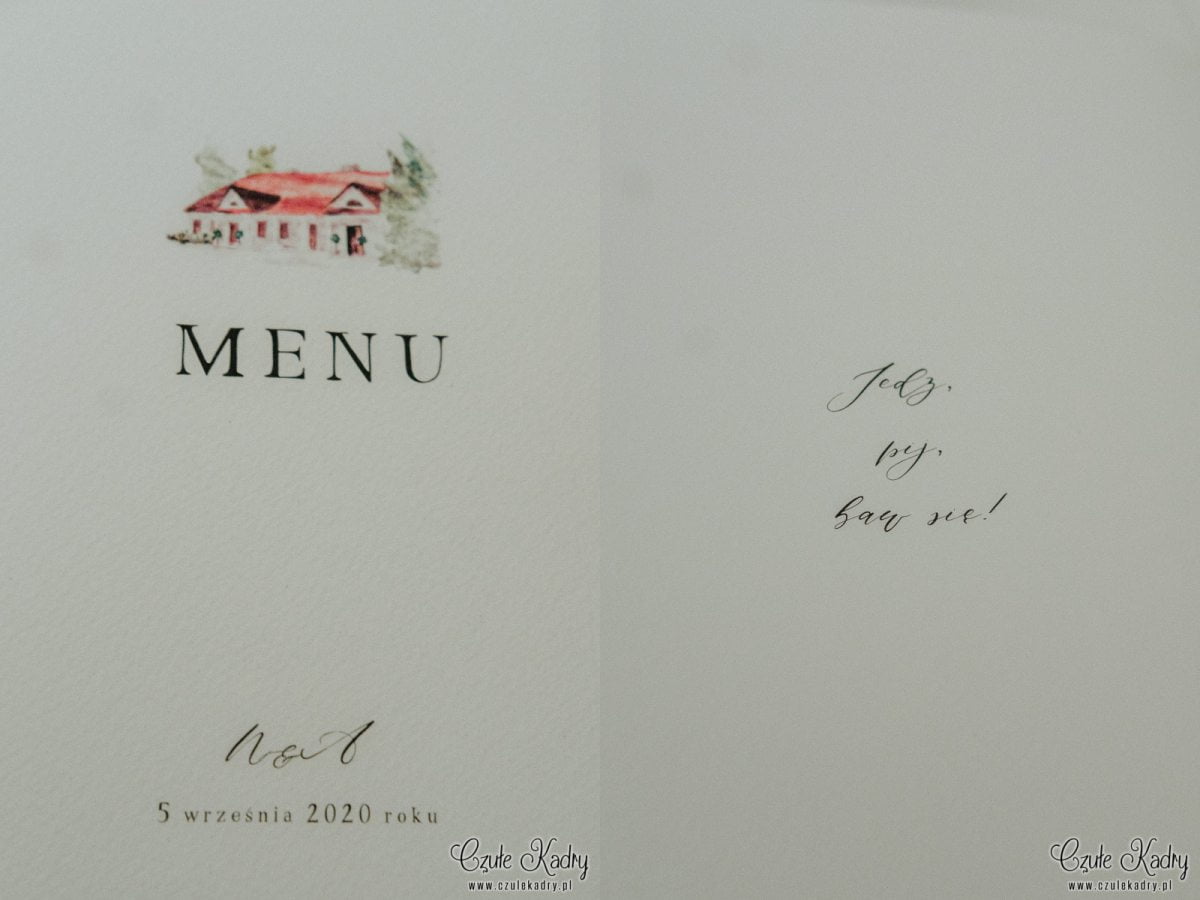 MENU
N & A
5 września 2020 roku
Czułe Kadry
www.czulekadry.pl
Jedz,
pij,
baw się!
Czułe Kadry
www.czulekadry.pl